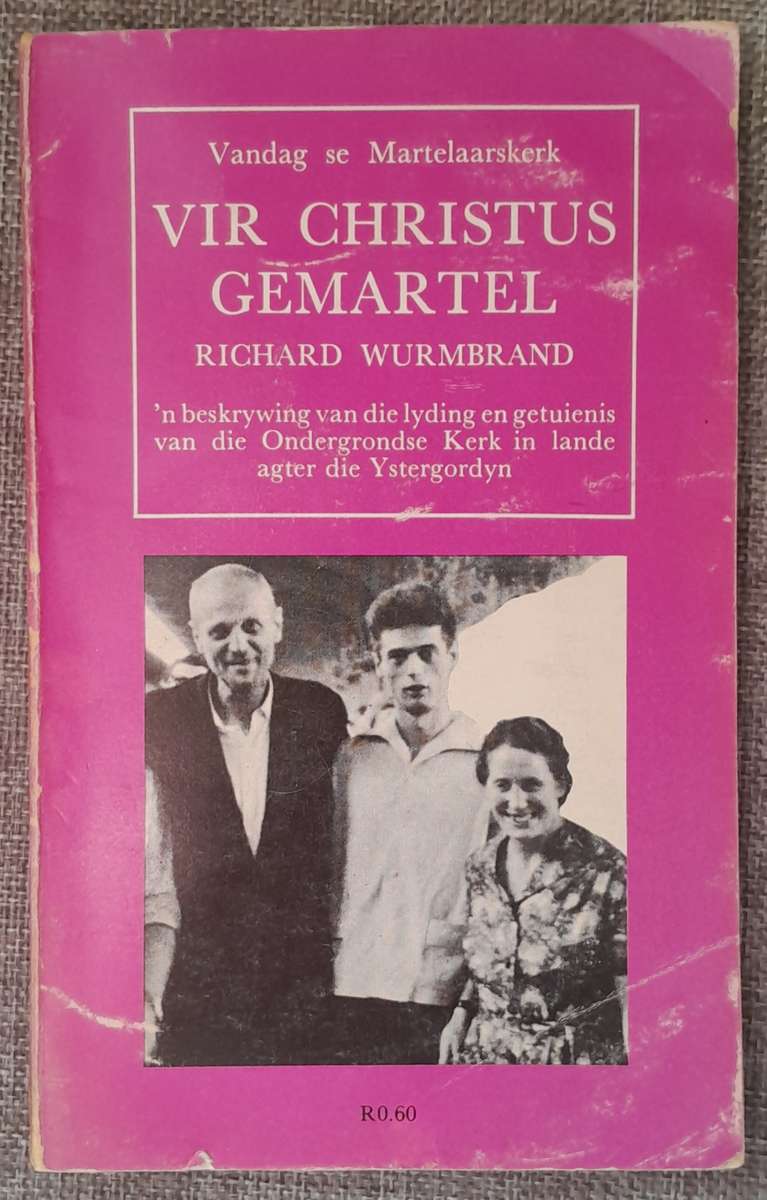 Vandag se Martelaarskerk
VIR CHRISTUS
GEMARTEL
RICHARD WURMBRAND
'n beskrywing van die lyding en getuienis
van die Ondergrondse Kerk in lande
agter die Ystergordyn
R0.60